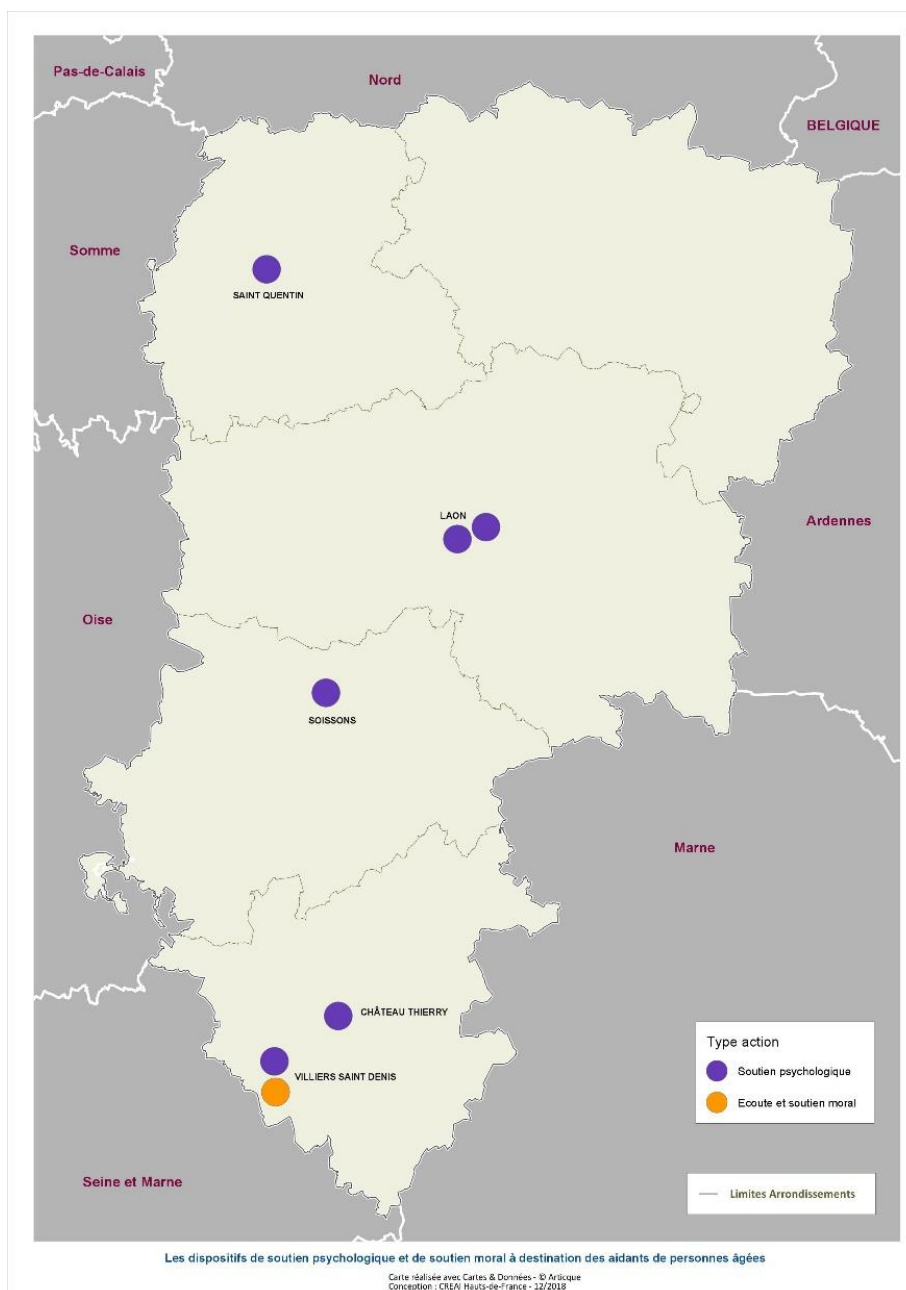 Pas-de-Calais
Nord
BELGIQUE
Somme
SAINT QUENTIN
LAON
Ardennes
Oise
SOISSONS
Marne
CHÂTEAU THIERRY
VILLIERS SAINT DENIS
Seine et Marne
Type action
Soutien psychologique
Ecoute et soutien moral
Limites Arrondissements
Les dispositifs de soutien psychologique et de soutien moral à destination des aidants de personnes âgées
Carte réalisée avec Cartes & Données - © Articque
Conception : CREAI Hauts-de-France - 12/2018